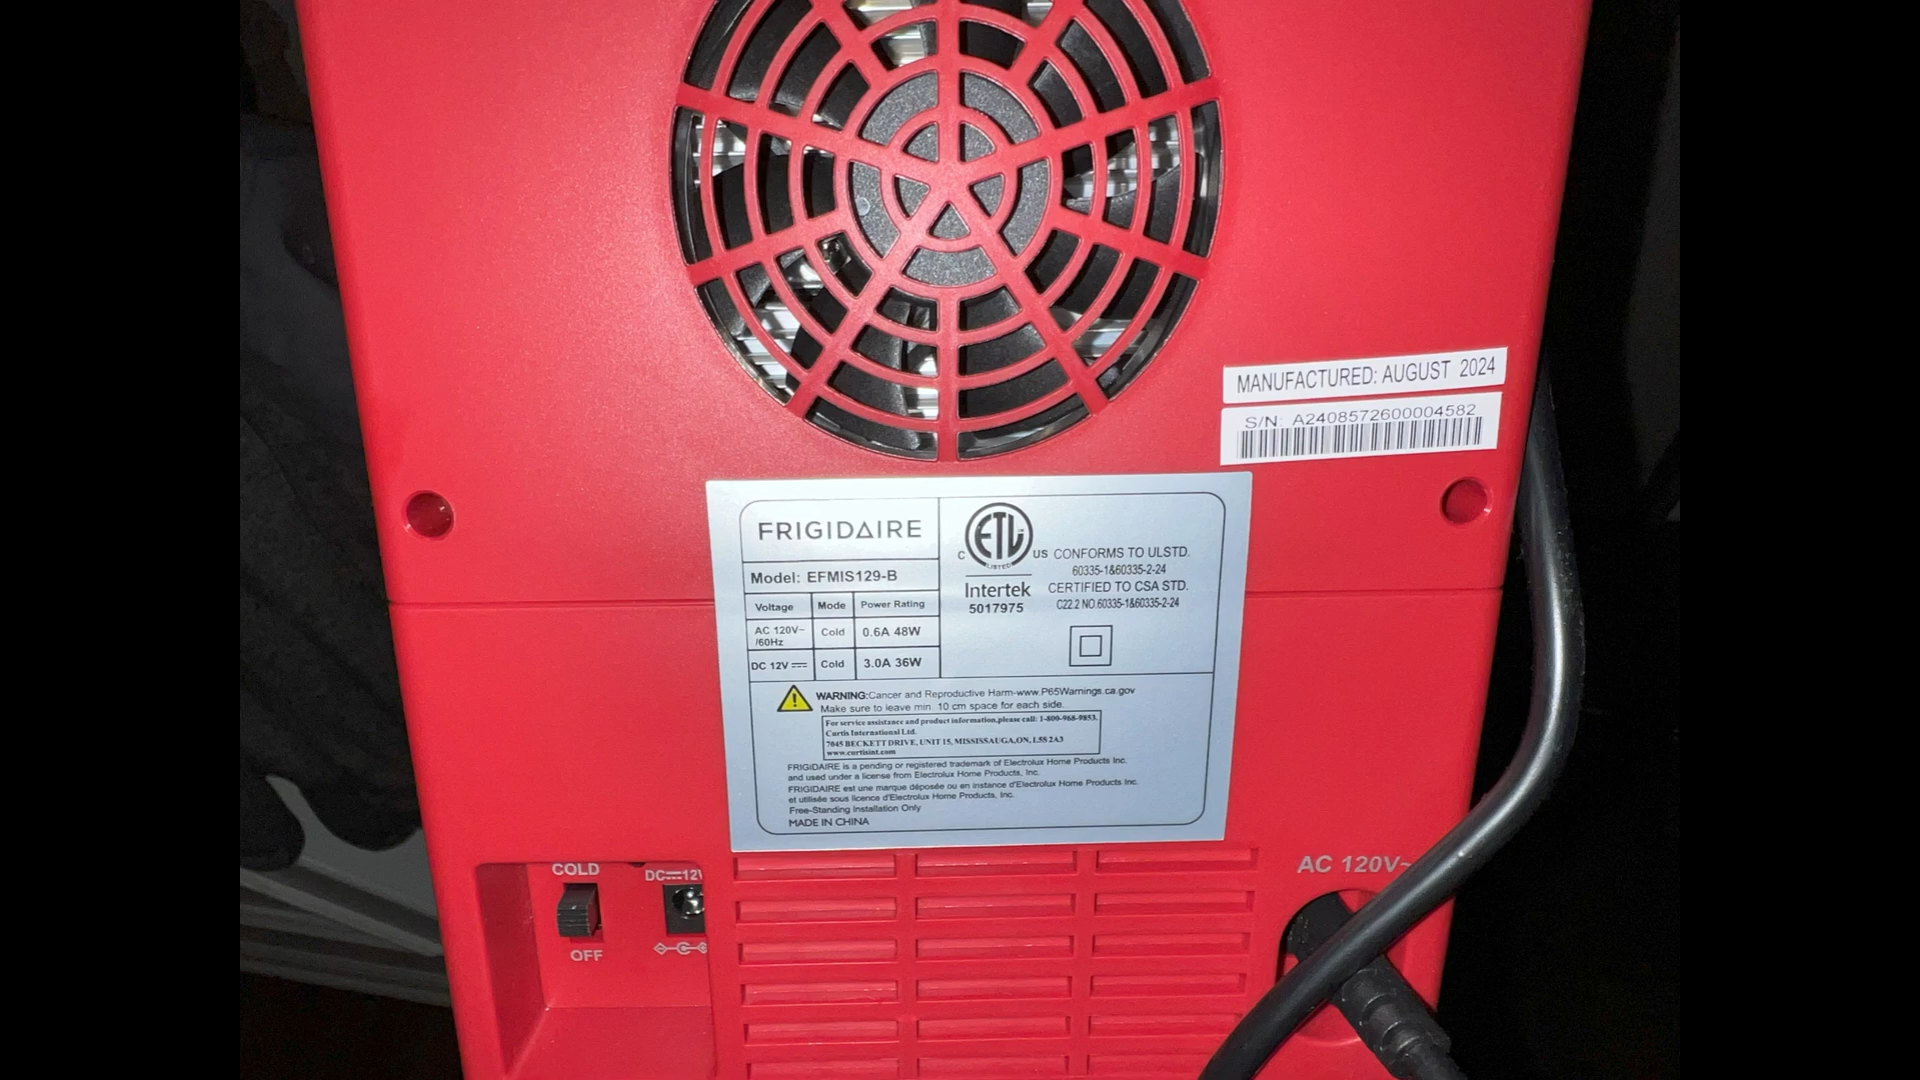 MANUFACTURED: AUGUST 2024
S/N: A2408572600004582
FRIGIDAIRE
Model: EFMIS129-B
Voltage Mode Power Rating
AC 120V~ /60Hz Cold 0.6A 48W
DC 12V Cold 3.0A 36W
ETL
LISTED
C US
Intertek
5017975
CONFORMS TO ULSTD.
60335-1&60335-2-24
CERTIFIED TO CSA STD.
C22.2 NO.60335-1&60335-2-24
WARNING:Cancer and Reproductive Harm-www.P65Warnings.ca.gov
Make sure to leave min. 10 cm space for each side.
For service assistance and product information,please call: 1-800-968-9853.
Curtis International Ltd.
7045 BECKETT DRIVE, UNIT 15, MISSISSAUGA,ON, L5S 2A3
www.curtisint.com
FRIGIDAIRE is a pending or registered trademark of Electrolux Home Products Inc.
and used under a license from Electrolux Home Products, Inc.
FRIGIDAIRE est une marque déposée ou en instance d'Electrolux Home Products Inc.
et utilisée sous licence d'Electrolux Home Products, Inc.
Free-Standing Installation Only
MADE IN CHINA
COLD
OFF
DC 12V
AC 120V~